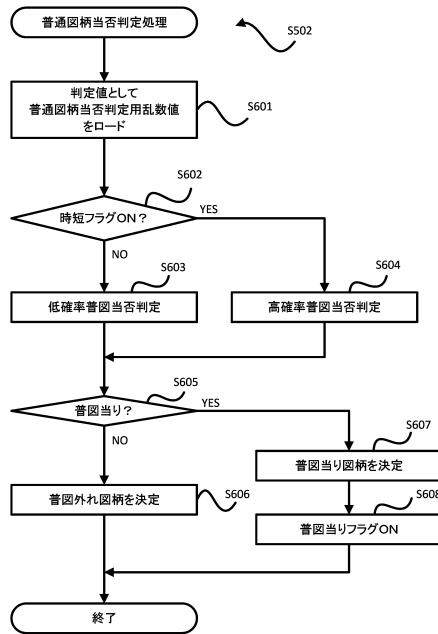 普通図柄当否判定処理
S502
判定値として
普通図柄当否判定用乱数値
をロード
S601
S602
時短フラグON？
YES
NO
S603
S604
低確率普図当否判定
高確率普図当否判定
S605
普図当り？
YES
NO
S607
普図当り図柄を決定
普図外れ図柄を決定
S606
S608
普図当りフラグON
終了